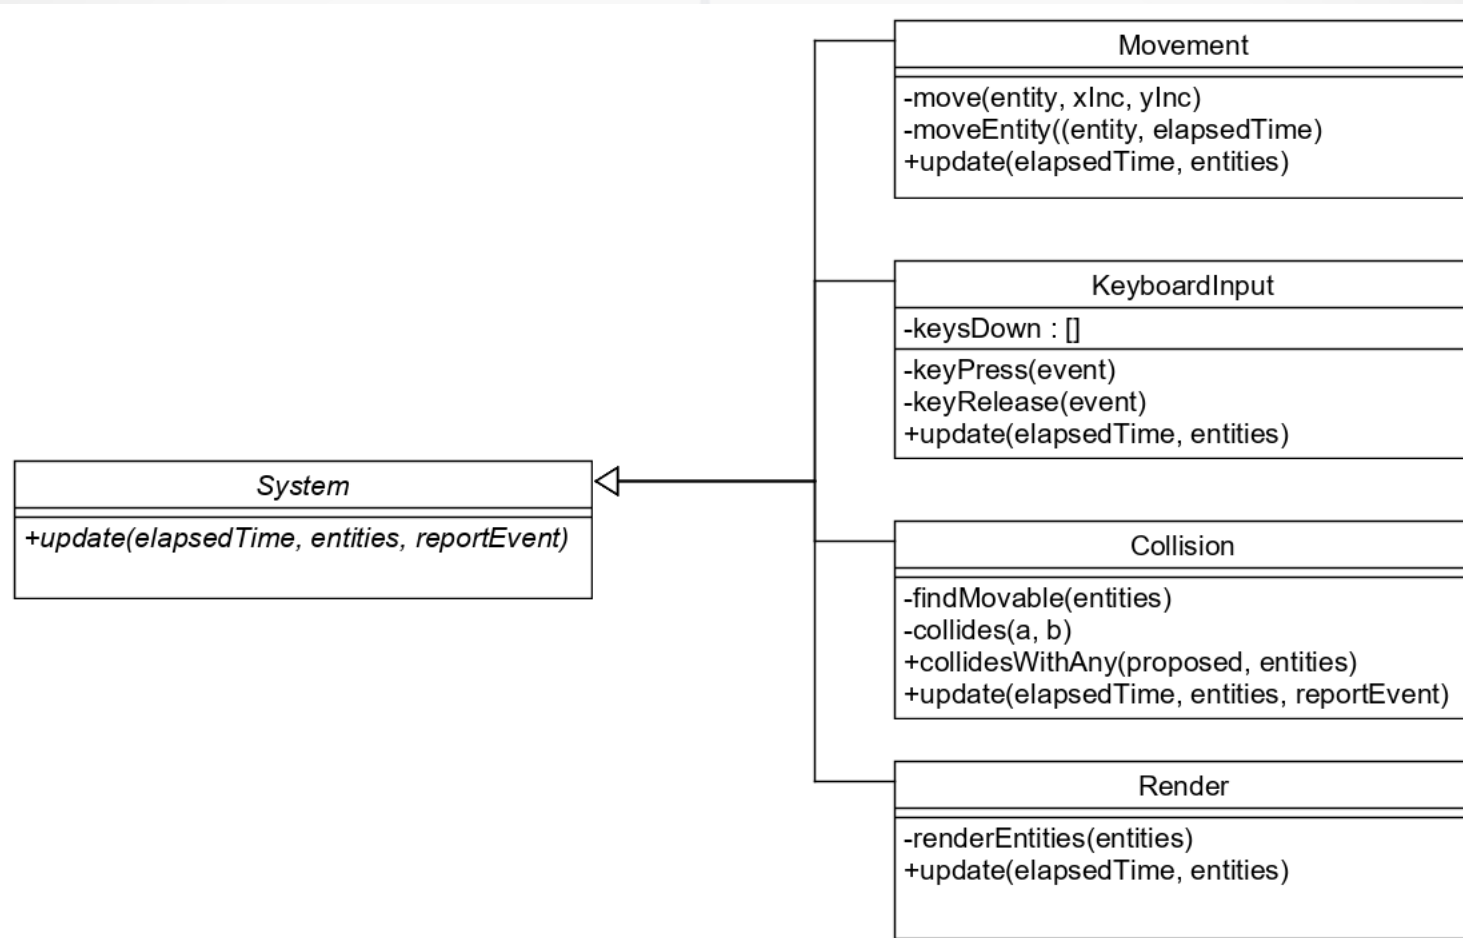 Movement
-move(entity, xInc, yInc)
-moveEntity((entity, elapsedTime)
+update(elapsedTime, entities)
KeyboardInput
-keysDown : []
-keyPress(event)
-keyRelease(event)
+update(elapsedTime, entities)
System
+update(elapsedTime, entities, reportEvent)
Collision
-findMovable(entities)
-collides(a, b)
+collidesWithAny(proposed, entities)
+update(elapsedTime, entities, reportEvent)
Render
-renderEntities(entities)
+update(elapsedTime, entities)